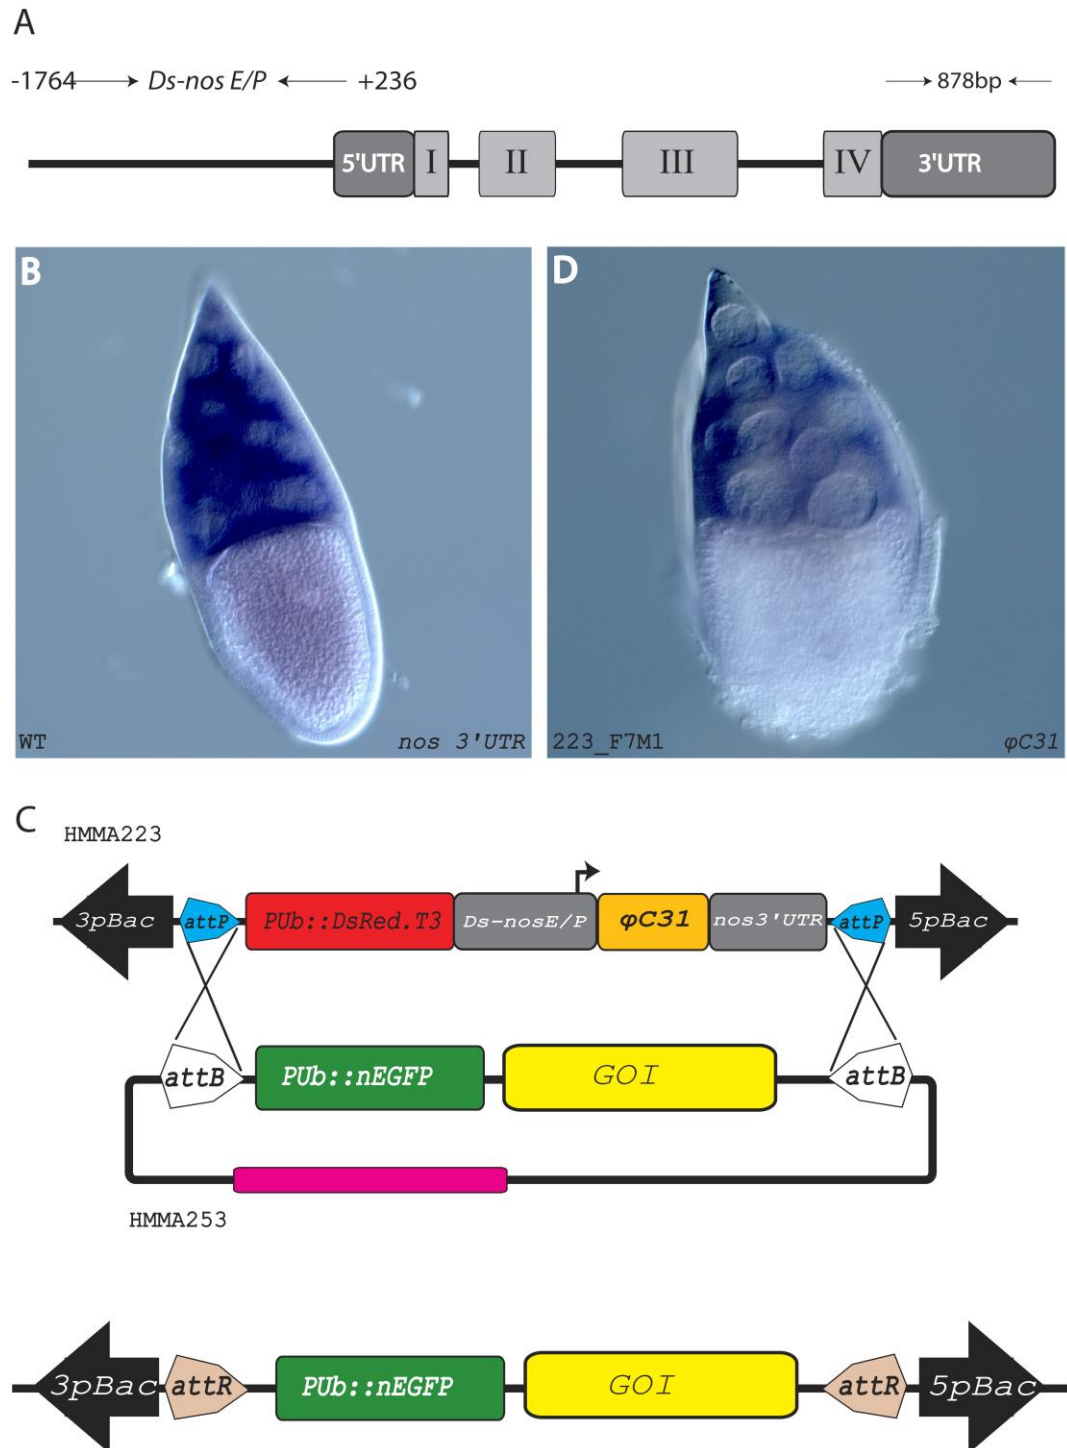 A
-1764 Ds-nos E/P +236 878bp
5'UTR I II III IV 3'UTR
B
WT nos 3'UTR
D
223_F7M1 φC31
C
HMMA223
3pBac attP PUb::DsRed.T3 Ds-nosE/P φC31 nos3'UTR attP 5pBac
attB PUb::nEGFP GOI attB
HMMA253
3pBac attR PUb::nEGFP GOI attR 5pBac